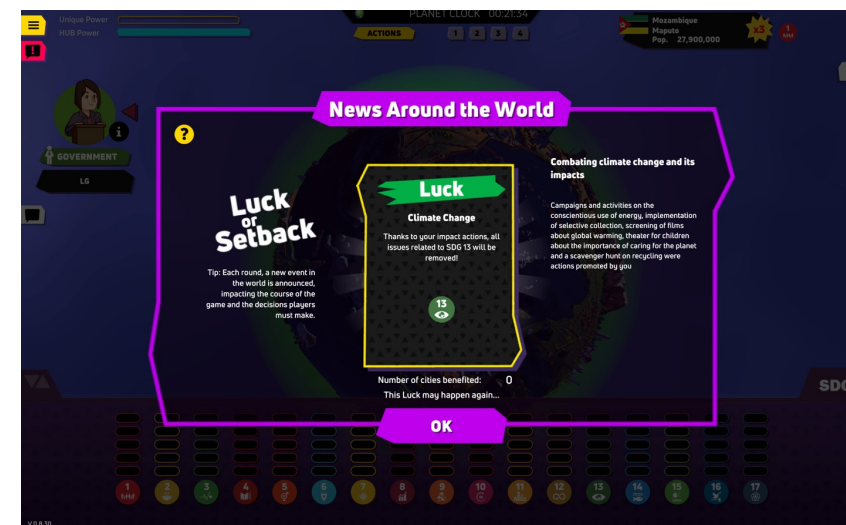 Unique Power
HUB Power
PLANET CLOCK 00:21:34
ACTIONS
1 2 3 4
Mozambique
Maputo
Pop. 27,900,000
x3
1
News Around the World
?
i
GOVERNMENT
LG
Luck
or
Setback
Tip: Each round, a new event in
the world is announced,
impacting the course of the
game and the decisions players
must make.
Luck
Climate Change
Thanks to your impact actions, all
issues related to SDG 13 will be
removed!
13
Number of cities benefited: 0
This Luck may happen again...
Combating climate change and its
impacts
Campaigns and activities on the
conscientious use of energy, implementation
of selective collection, screening of films
about global warming, theater for children
about the importance of caring for the planet
and a scavenger hunt on recycling were
actions promoted by you
OK
SDG
1 2 3 4 5 6 7 8 9 10 11 12 13 14 15 16 17
V.0.8.30